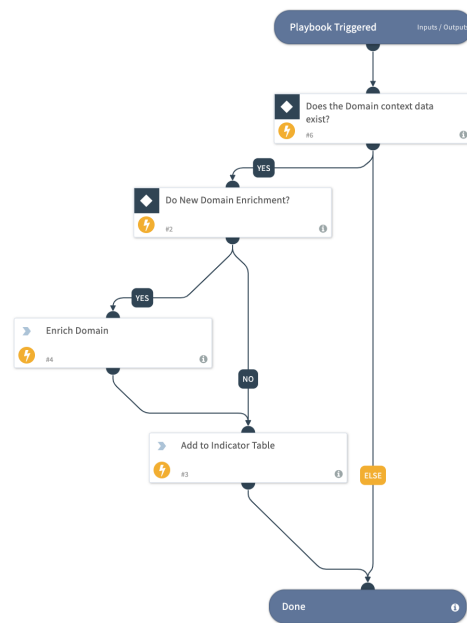 Playbook Triggered
Inputs / Outputs
Does the Domain context data
exist?
#6
YES
Do New Domain Enrichment?
#2
YES
Enrich Domain
#4
NO
Add to Indicator Table
#3
ELSE
Done